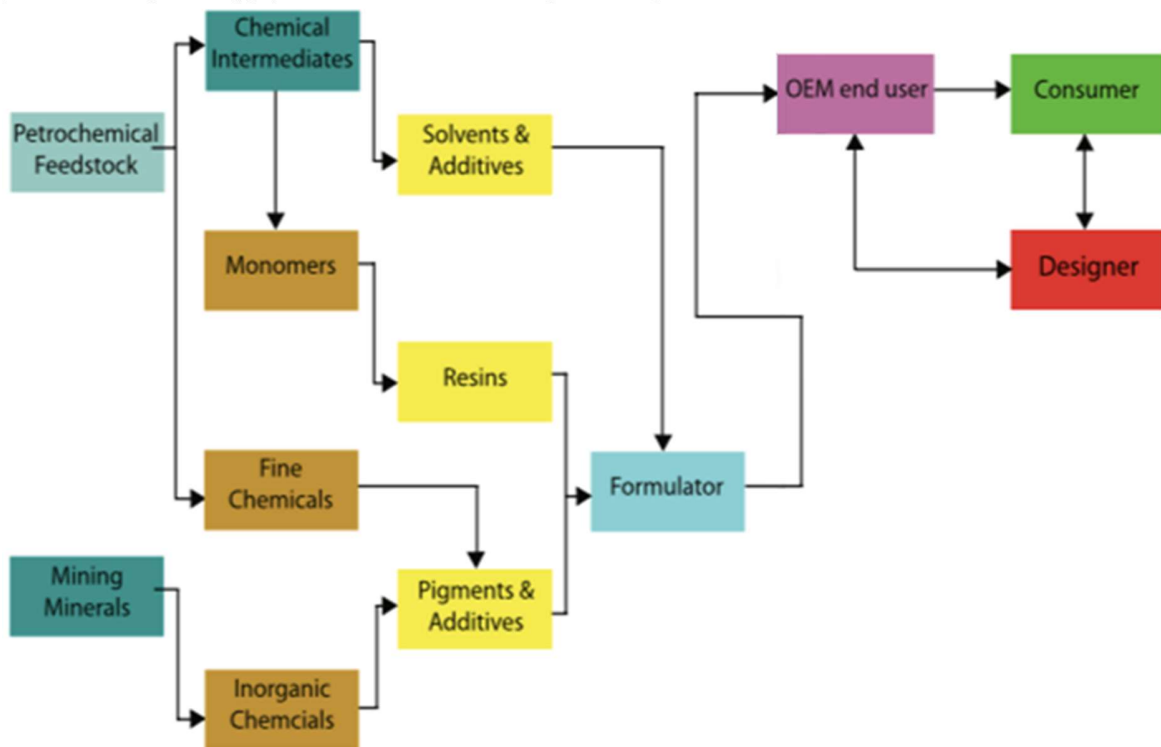 Chemical
Intermediates
OEM end user
Consumer
Petrochemical
Feedstock
Solvents &
Additives
Monomers
Designer
Resins
Fine
Chemicals
Formulator
Mining
Minerals
Pigments &
Additives
Inorganic
Chemcials